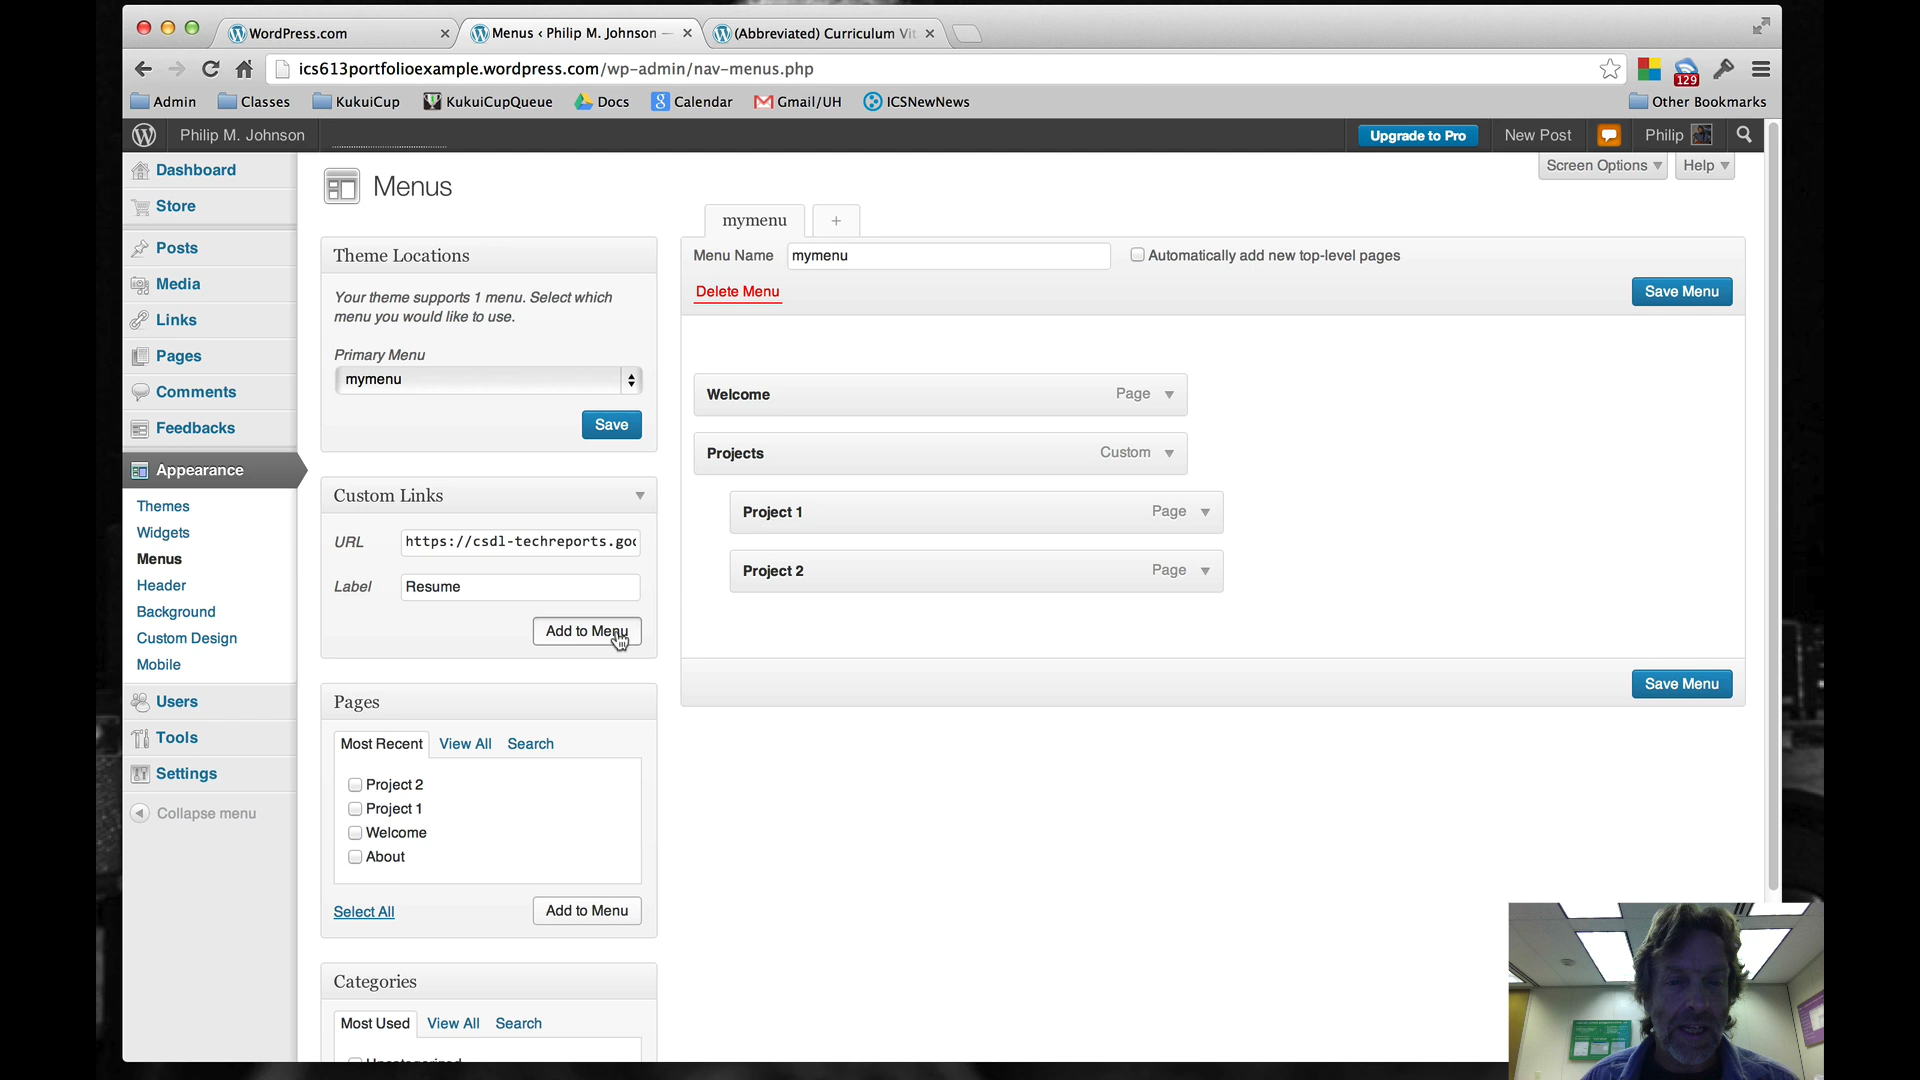 WordPress.com
Menus ‹ Philip M. Johnson —
(Abbreviated) Curriculum Vit
ics613portfolioexample.wordpress.com/wp-admin/nav-menus.php
129
Admin
Classes
KukuiCup
KukuiCupQueue
Docs
Calendar
Gmail/UH
ICSNewNews
Other Bookmarks
Philip M. Johnson
Upgrade to Pro
New Post
Philip
Screen Options
Help
Dashboard
Store
Posts
Media
Links
Pages
Comments
Feedbacks
Appearance
Themes
Widgets
Menus
Header
Background
Custom Design
Mobile
Users
Tools
Settings
Collapse menu
Menus
Theme Locations
Your theme supports 1 menu. Select which
menu you would like to use.
Primary Menu
mymenu
Save
Custom Links
URL https://csdl-techreports.goo
Label Resume
Add to Menu
Pages
Most Recent View All Search
Project 2
Project 1
Welcome
About
Select All
Add to Menu
Categories
Most Used View All Search
mymenu +
Menu Name mymenu
Automatically add new top-level pages
Delete Menu
Save Menu
Welcome Page
Projects Custom
Project 1 Page
Project 2 Page
Save Menu